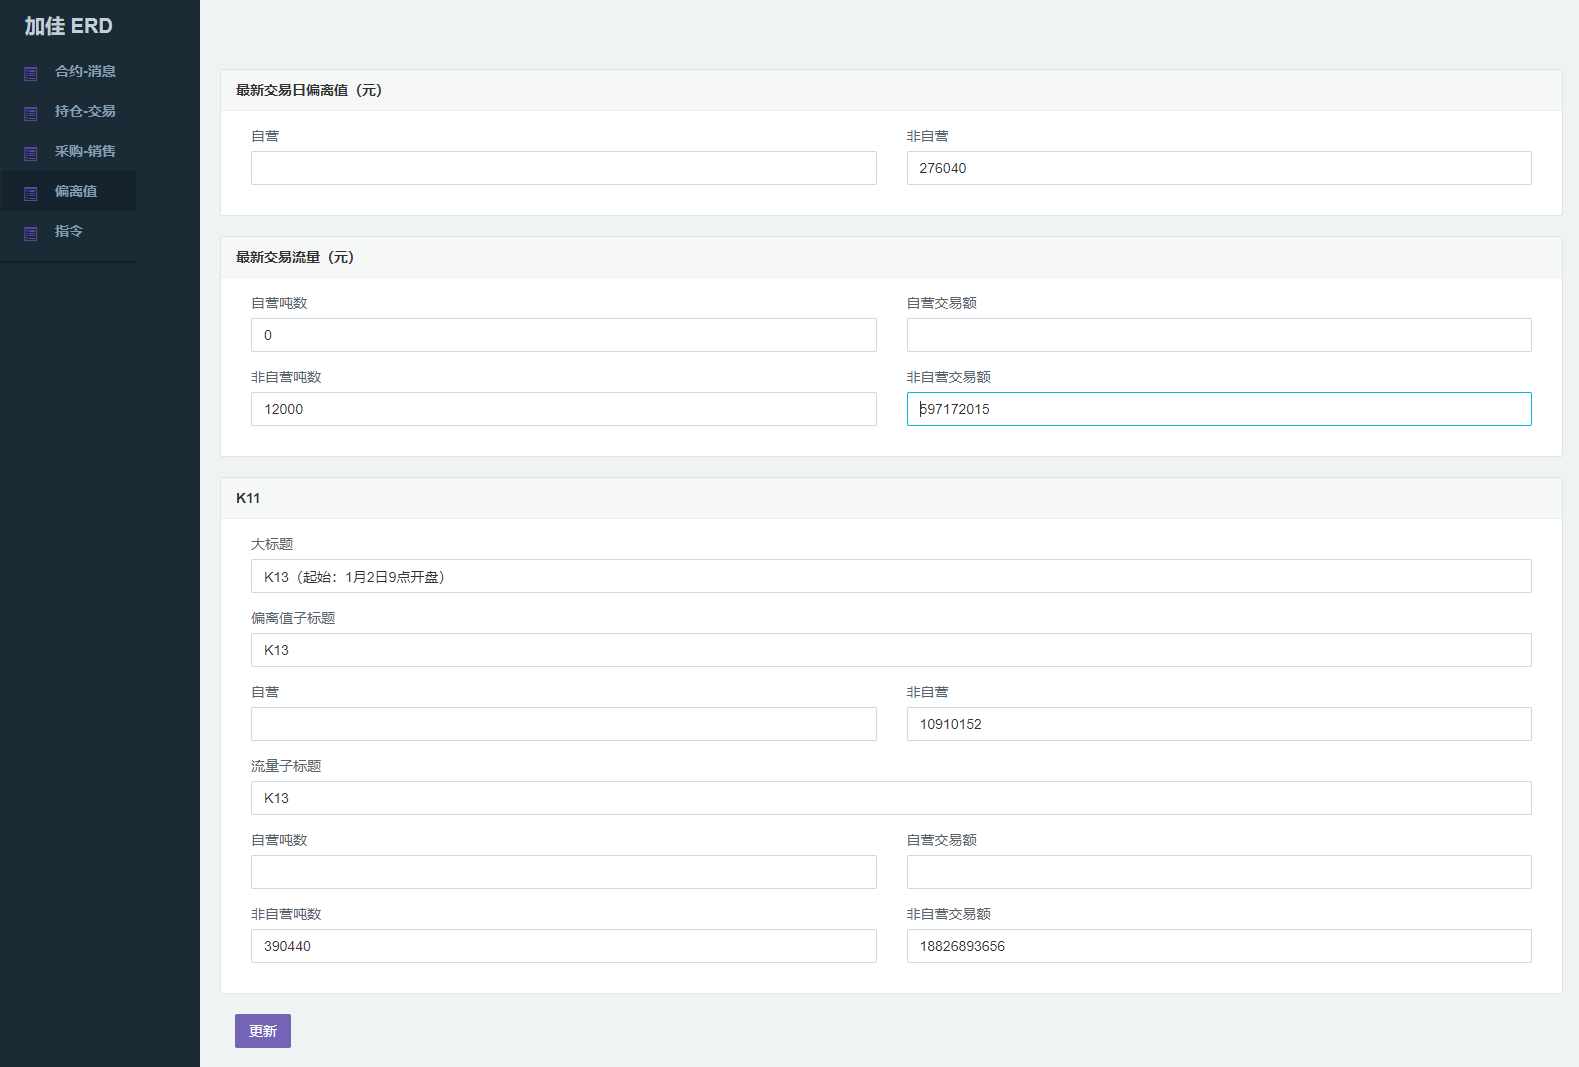 加佳 ERD
合约-消息
持仓-交易
采购-销售
偏离值
指令
最新交易日偏离值（元）
自营
非自营
276040
最新交易流量（元）
自营吨数
自营交易额
0
非自营吨数
非自营交易额
12000
597172015
K11
大标题
K13（起始：1月2日9点开盘）
偏离值子标题
K13
自营
非自营
10910152
流量子标题
K13
自营吨数
自营交易额
非自营吨数
非自营交易额
390440
18826893656
更新